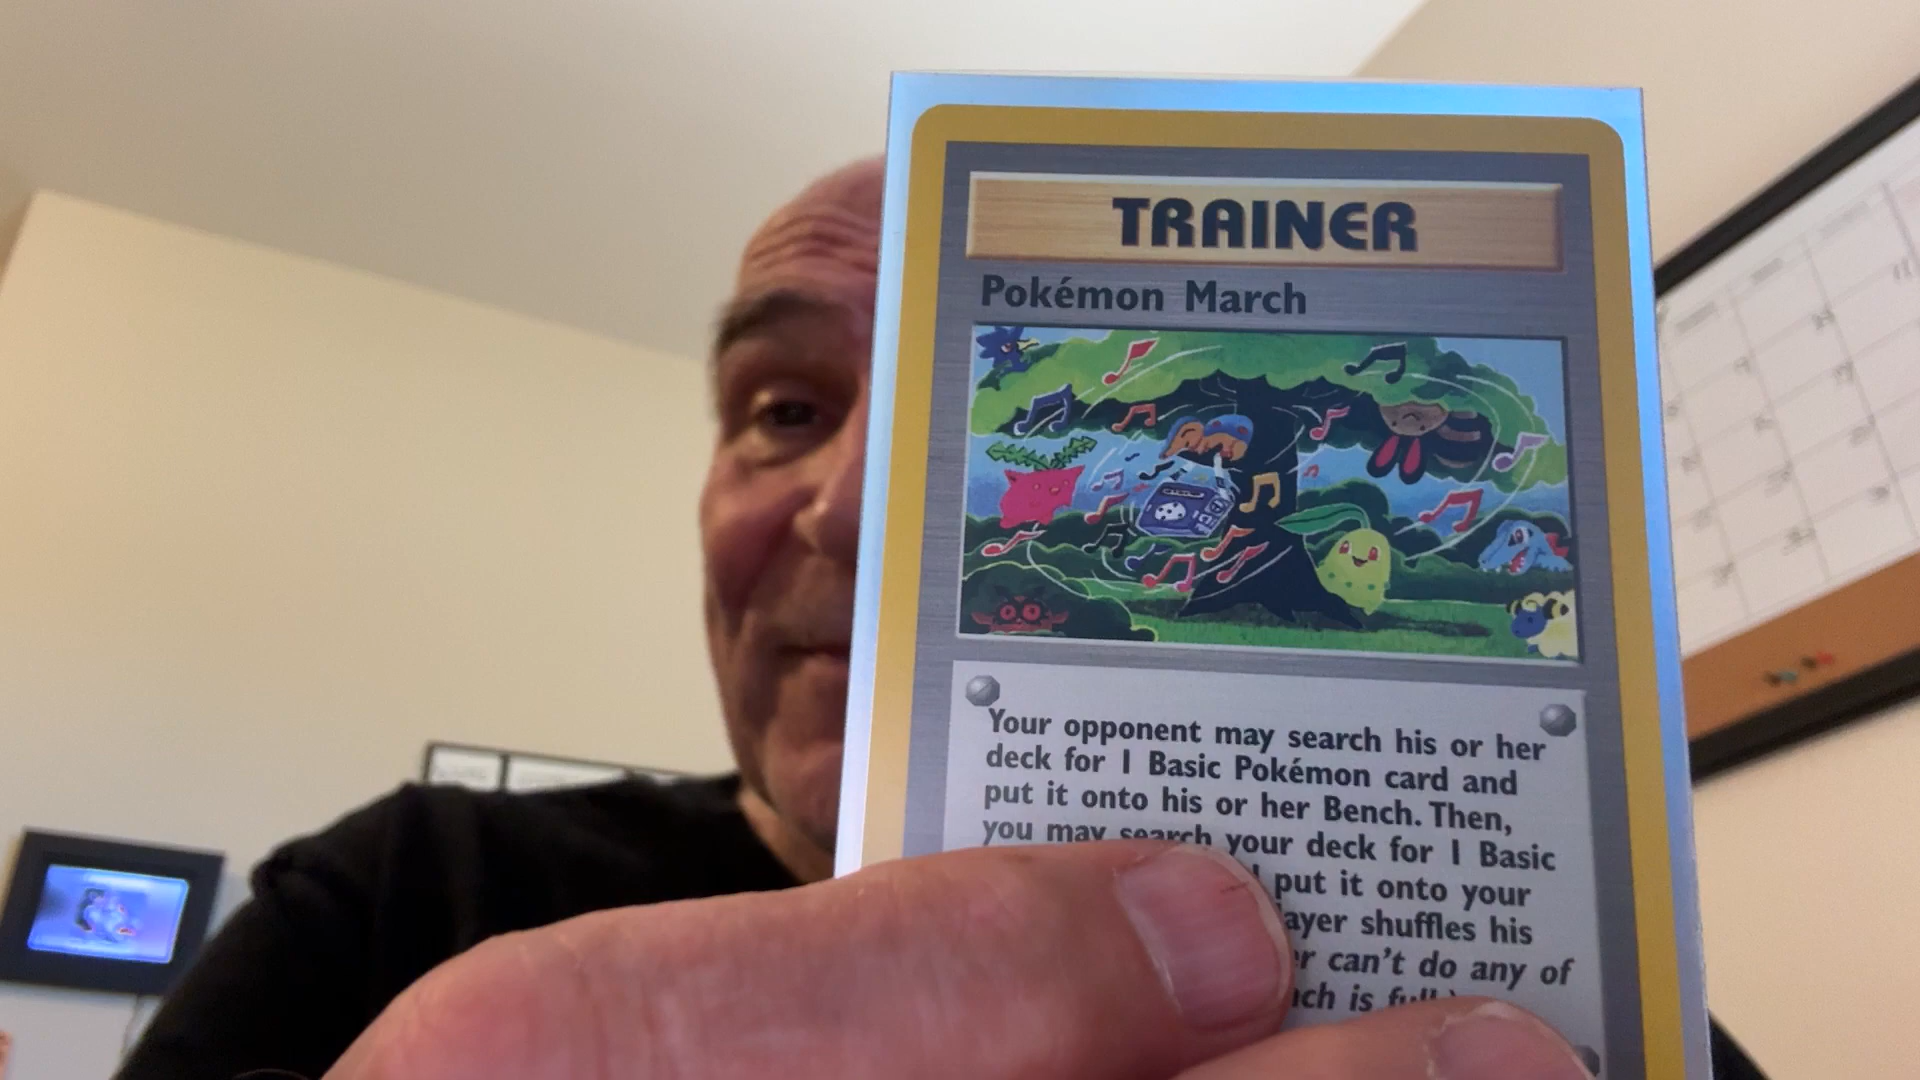 TRAINER
Pokémon March
Your opponent may search his or her
deck for 1 Basic Pokémon card and
put it onto his or her Bench. Then,
you may search your deck for 1 Basic
put it onto your
shuffles his
can't do any of
is full